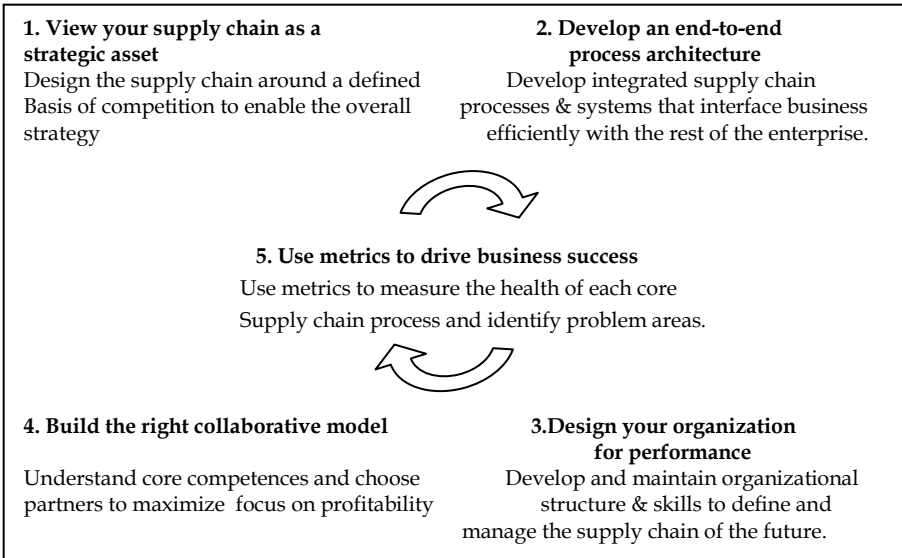 1. View your supply chain as a
strategic asset
Design the supply chain around a defined
Basis of competition to enable the overall
strategy
2. Develop an end-to-end
process architecture
Develop integrated supply chain
processes & systems that interface business
efficiently with the rest of the enterprise.
5. Use metrics to drive business success
Use metrics to measure the health of each core
Supply chain process and identify problem areas.
4. Build the right collaborative model
Understand core competences and choose
partners to maximize focus on profitability
3.Design your organization
for performance
Develop and maintain organizational
structure & skills to define and
manage the supply chain of the future.